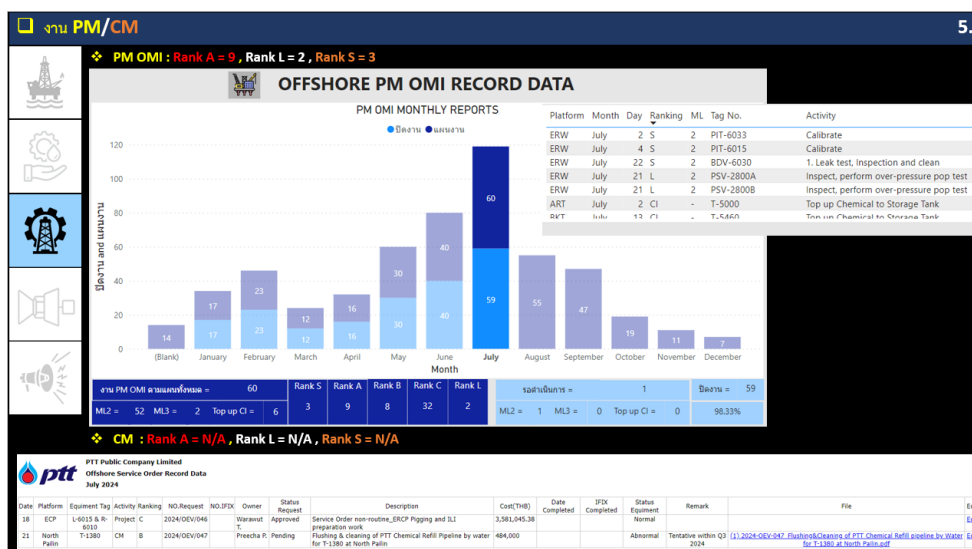 งาน PM/CM
5.
PM OMI : Rank A = 9 , Rank L = 2 , Rank S = 3
OFFSHORE PM OMI RECORD DATA
PM OMI MONTHLY REPORTS
ปิดงาน แผนงาน
Platform Month Day Ranking ML Tag No. Activity
ERW July 2 S 2 PIT-6033 Calibrate
ERW July 4 S 2 PIT-6015 Calibrate
ERW July 22 S 2 BDV-6030 1. Leak test, Inspection and clean
ERW July 21 L 2 PSV-2800A Inspect, perform over-pressure pop test
ERW July 21 L 2 PSV-2800B Inspect, perform over-pressure pop test
ART July 2 CI - T-5000 Top up Chemical to Storage Tank
BKT July 13 CI - T-5460 Top up Chemical to Storage Tank
ปิดงาน and แผนงาน
120
100
80
60
40
20
0
14
17 17
23 23
12 12
16 16
30 30
40 40
60 59
55
47
19
11
7
(Blank) January February March April May June July August September October November December
Month
งาน PM OMI ตามแผนทั้งหมด = 60
ML2 = 52 ML3 = 2 Top up CI = 6
Rank S Rank A Rank B Rank C Rank L
3 9 8 32 2
รอดำเนินการ = 1
ML2 = 1 ML3 = 0 Top up CI = 0
ปิดงาน = 59
98.33%
CM : Rank A = N/A , Rank L = N/A , Rank S = N/A
ptt
PTT Public Company Limited
Offshore Service Order Record Data
July 2024
Date Platform Equiment Tag Activity Ranking NO.Request NO.IFIX Owner Status Request Description Cost(THB) Date Completed IFIX Completed Status Equiment Remark File
18 ECP L-6015 & R-6010 Project C 2024/OEV/046 Warawut T. Approved Service Order non-routine_ERCP Pigging and ILI preparation work 3,581,045.38 Normal
21 North Pailin T-1380 CM B 2024/OEV/047 Preecha P. Pending Flushing & cleaning of PTT Chemical Refill Pipeline by water for T-1380 at North Pailin 484,000 Abnormal Tentative within Q3 2024 (1) 2024-OEV-047_Flushing&Cleaning of PTT Chemical Refill pipeline by Water for T-1380 at North Pailin.pdf